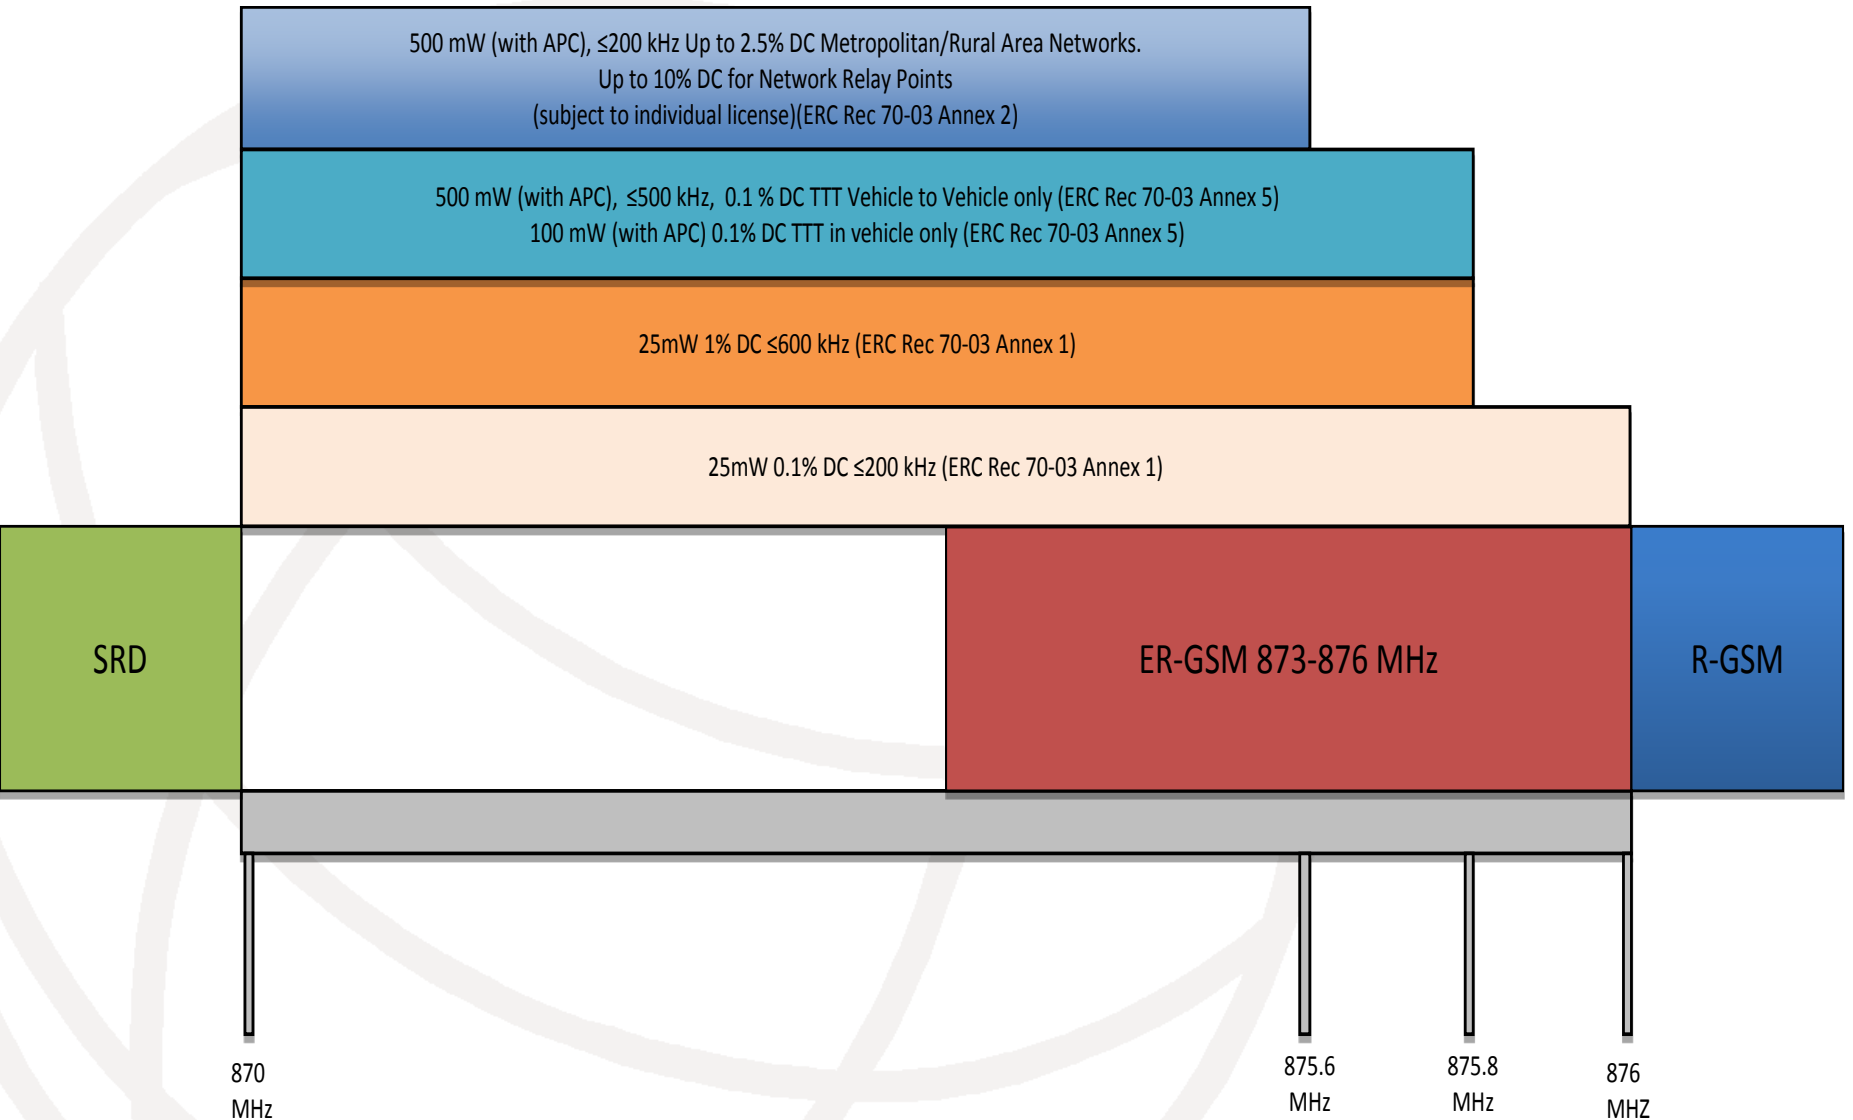 500 mW (with APC), ≤200 kHz Up to 2.5% DC Metropolitan/Rural Area Networks.
Up to 10% DC for Network Relay Points
(subject to individual license)(ERC Rec 70-03 Annex 2)
500 mW (with APC), ≤500 kHz, 0.1 % DC TTT Vehicle to Vehicle only (ERC Rec 70-03 Annex 5)
100 mW (with APC) 0.1% DC TTT in vehicle only (ERC Rec 70-03 Annex 5)
25mW 1% DC ≤600 kHz (ERC Rec 70-03 Annex 1)
25mW 0.1% DC ≤200 kHz (ERC Rec 70-03 Annex 1)
SRD
ER-GSM 873-876 MHz
R-GSM
870
MHz
875.6
MHz
875.8
MHz
876
MHZ